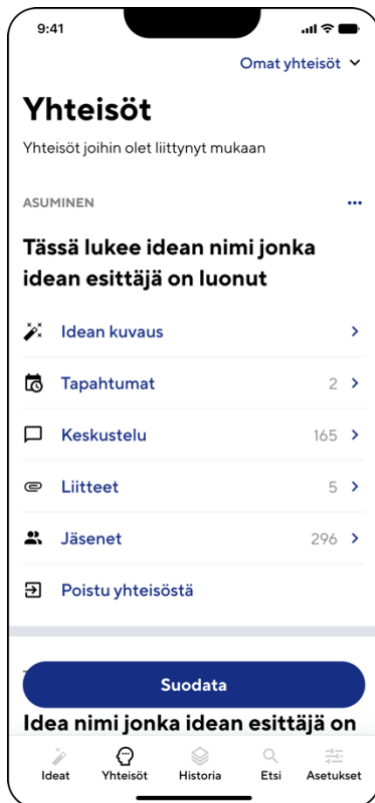 9:41
Omat yhteisöt
Yhteisöt
Yhteisöt joihin olet liittynyt mukaan
ASUMINEN
Tässä lukee idean nimi jonka
idean esittäjä on luonut
Idean kuvaus
Tapahtumat 2
Keskustelu 165
Liitteet 5
Jäsenet 296
Poistu yhteisöstä
Suodata
Idea nimi jonka idean esittäjä on
Ideat Yhteisöt Historia Etsi Asetukset